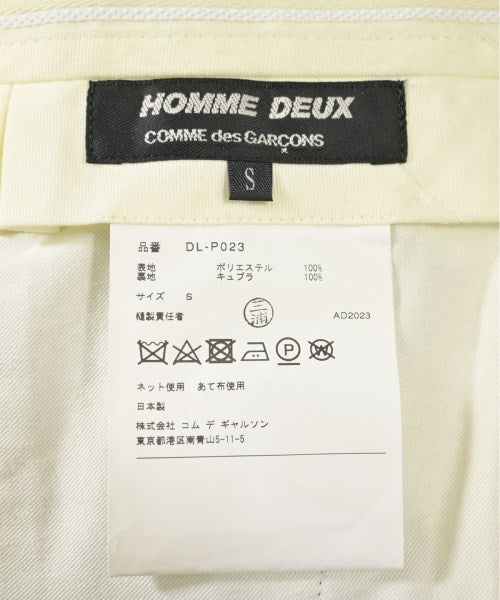 HOMME DEUX
COMME des GARÇONS
S
品番 DL-P023
表地 ポリエステル 100%
裏地 キュプラ 100%
サイズ S
縫製責任者 三浦 AD2023
P W
ネット使用 あて布使用
日本製
株式会社 コム デ ギャルソン
東京都港区南青山5-11-5